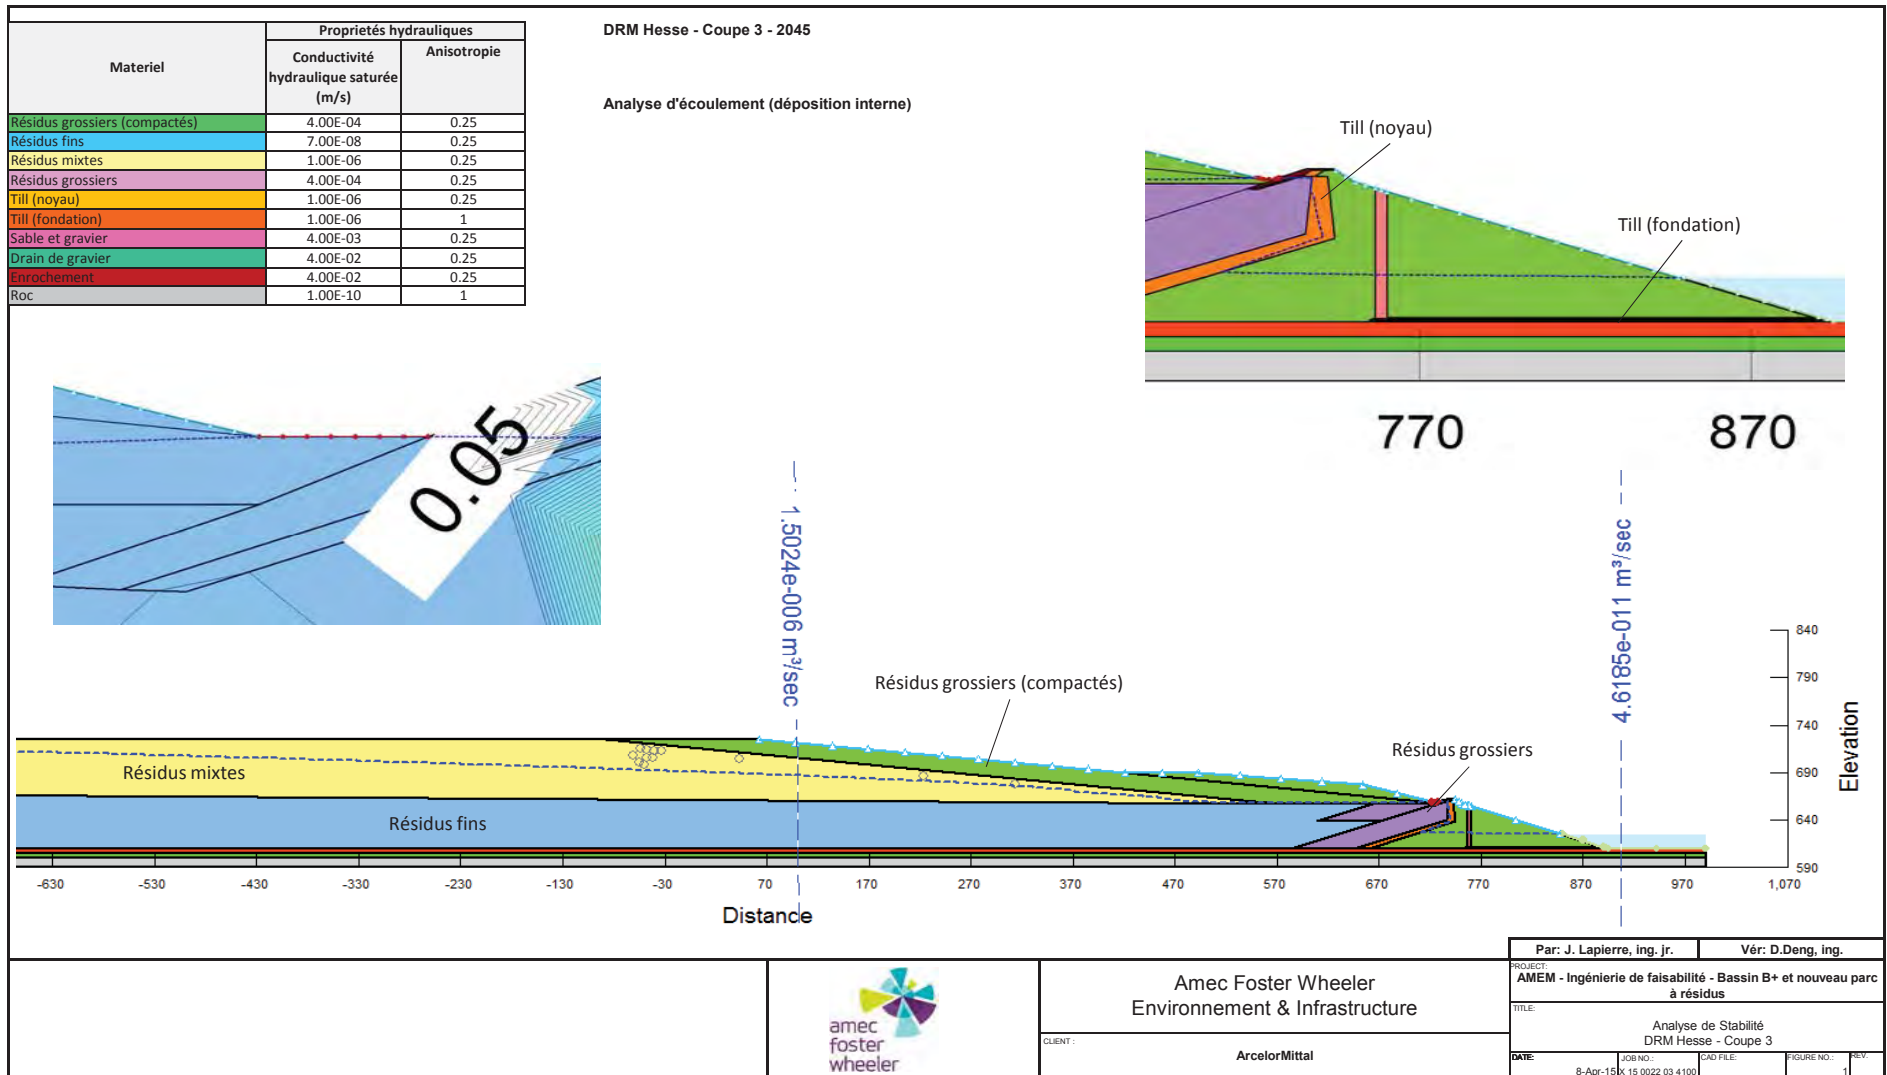 Materiel
Proprietés hydrauliques
Conductivité
hydraulique saturée
(m/s)
Anisotropie
Résidus grossiers (compactés) 4.00E-04 0.25
Résidus fins 7.00E-08 0.25
Résidus mixtes 1.00E-06 0.25
Résidus grossiers 4.00E-04 0.25
Till (noyau) 1.00E-06 0.25
Till (fondation) 1.00E-06 1
Sable et gravier 4.00E-03 0.25
Drain de gravier 4.00E-02 0.25
Enrochement 4.00E-02 0.25
Roc 1.00E-10 1
DRM Hesse - Coupe 3 - 2045
Analyse d'écoulement (déposition interne)
Till (noyau)
Till (fondation)
770 870
0.05
1.5024e-006 m³/sec
4.6185e-011 m³/sec
Résidus grossiers (compactés)
Résidus grossiers
Résidus mixtes
Résidus fins
840
790
740
690
640
590
Elevation
-630 -530 -430 -330 -230 -130 -30 70 170 270 370 470 570 670 770 870 970 1,070
Distance
amec
foster
wheeler
Amec Foster Wheeler
Environnement & Infrastructure
CLIENT :
ArcelorMittal
Par: J. Lapierre, ing. jr. Vér: D.Deng, ing.
PROJECT:
AMEM - Ingénierie de faisabilité - Bassin B+ et nouveau parc
à résidus
TITLE:
Analyse de Stabilité
DRM Hesse - Coupe 3
DATE: JOB NO.: CAD FILE: FIGURE NO.: REV.
8-Apr-15 X 15 0022 03 4100 1